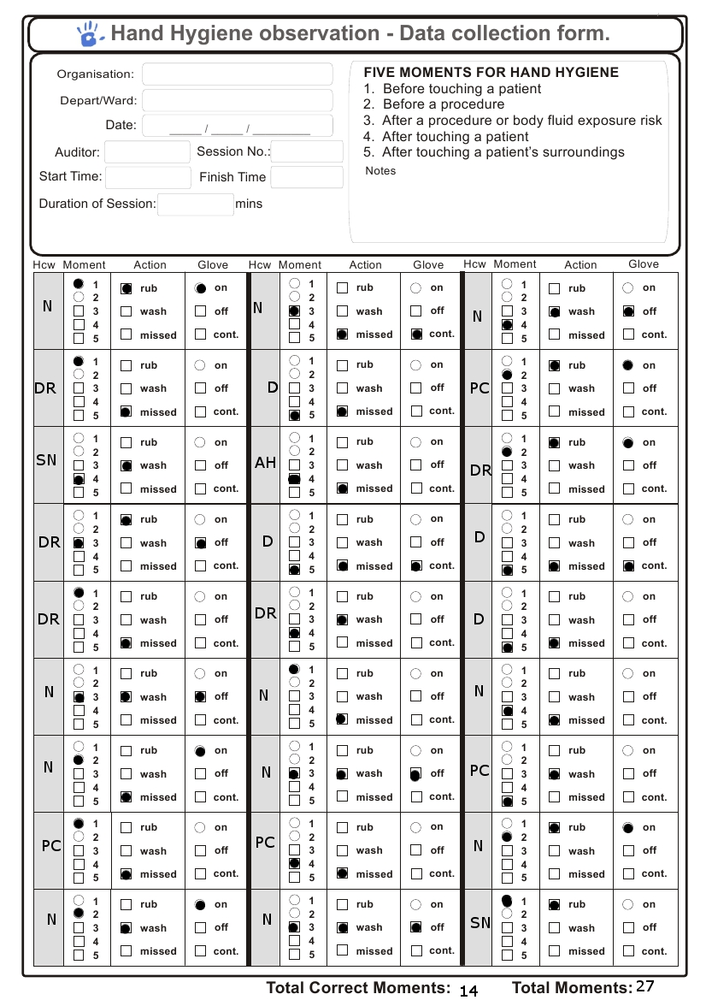 Hand Hygiene observation - Data collection form.
Organisation:
Depart/Ward:
Date: _____ / _____ / _________
Auditor: Session No.:
Start Time: Finish Time
Duration of Session: mins
FIVE MOMENTS FOR HAND HYGIENE
1. Before touching a patient
2. Before a procedure
3. After a procedure or body fluid exposure risk
4. After touching a patient
5. After touching a patient's surroundings
Notes
Hcw Moment Action Glove Hcw Moment Action Glove Hcw Moment Action Glove
N 1 2 3 4 5 rub wash missed on off cont. N 1 2 3 4 5 rub wash missed on off cont. N 1 2 3 4 5 rub wash missed on off cont.
DR 1 2 3 4 5 rub wash missed on off cont. D 1 2 3 4 5 rub wash missed on off cont. PC 1 2 3 4 5 rub wash missed on off cont.
SN 1 2 3 4 5 rub wash missed on off cont. AH 1 2 3 4 5 rub wash missed on off cont. DR 1 2 3 4 5 rub wash missed on off cont.
DR 1 2 3 4 5 rub wash missed on off cont. D 1 2 3 4 5 rub wash missed on off cont. D 1 2 3 4 5 rub wash missed on off cont.
DR 1 2 3 4 5 rub wash missed on off cont. DR 1 2 3 4 5 rub wash missed on off cont. D 1 2 3 4 5 rub wash missed on off cont.
N 1 2 3 4 5 rub wash missed on off cont. N 1 2 3 4 5 rub wash missed on off cont. N 1 2 3 4 5 rub wash missed on off cont.
N 1 2 3 4 5 rub wash missed on off cont. N 1 2 3 4 5 rub wash missed on off cont. PC 1 2 3 4 5 rub wash missed on off cont.
PC 1 2 3 4 5 rub wash missed on off cont. PC 1 2 3 4 5 rub wash missed on off cont. N 1 2 3 4 5 rub wash missed on off cont.
N 1 2 3 4 5 rub wash missed on off cont. N 1 2 3 4 5 rub wash missed on off cont. SN 1 2 3 4 5 rub wash missed on off cont.
Total Correct Moments: 14 Total Moments: 27